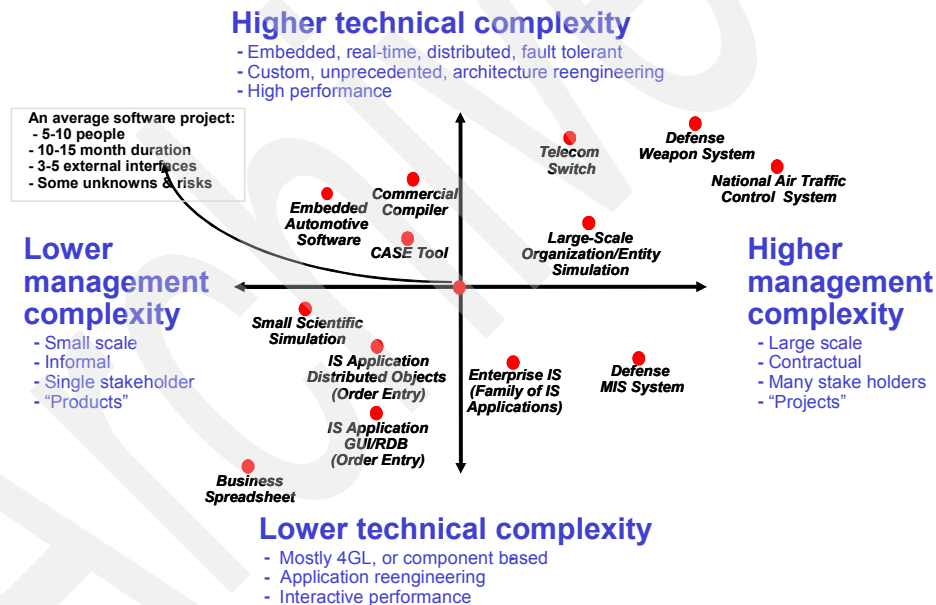 Higher technical complexity
- Embedded, real-time, distributed, fault tolerant
- Custom, unprecedented, architecture reengineering
- High performance
An average software project:
- 5-10 people
- 10-15 month duration
- 3-5 external interfaces
- Some unknowns & risks
Embedded
Automotive
Software
Commercial
Compiler
CASE Tool
Telecom
Switch
Defense
Weapon System
National Air Traffic
Control System
Large-Scale
Organization/Entity
Simulation
Lower
management
complexity
- Small scale
- Informal
- Single stakeholder
- “Products”
Higher
management
complexity
- Large scale
- Contractual
- Many stake holders
- “Projects”
Small Scientific
Simulation
IS Application
Distributed Objects
(Order Entry)
IS Application
GUI/RDB
(Order Entry)
Business
Spreadsheet
Enterprise IS
(Family of IS
Applications)
Defense
MIS System
Lower technical complexity
- Mostly 4GL, or component based
- Application reengineering
- Interactive performance